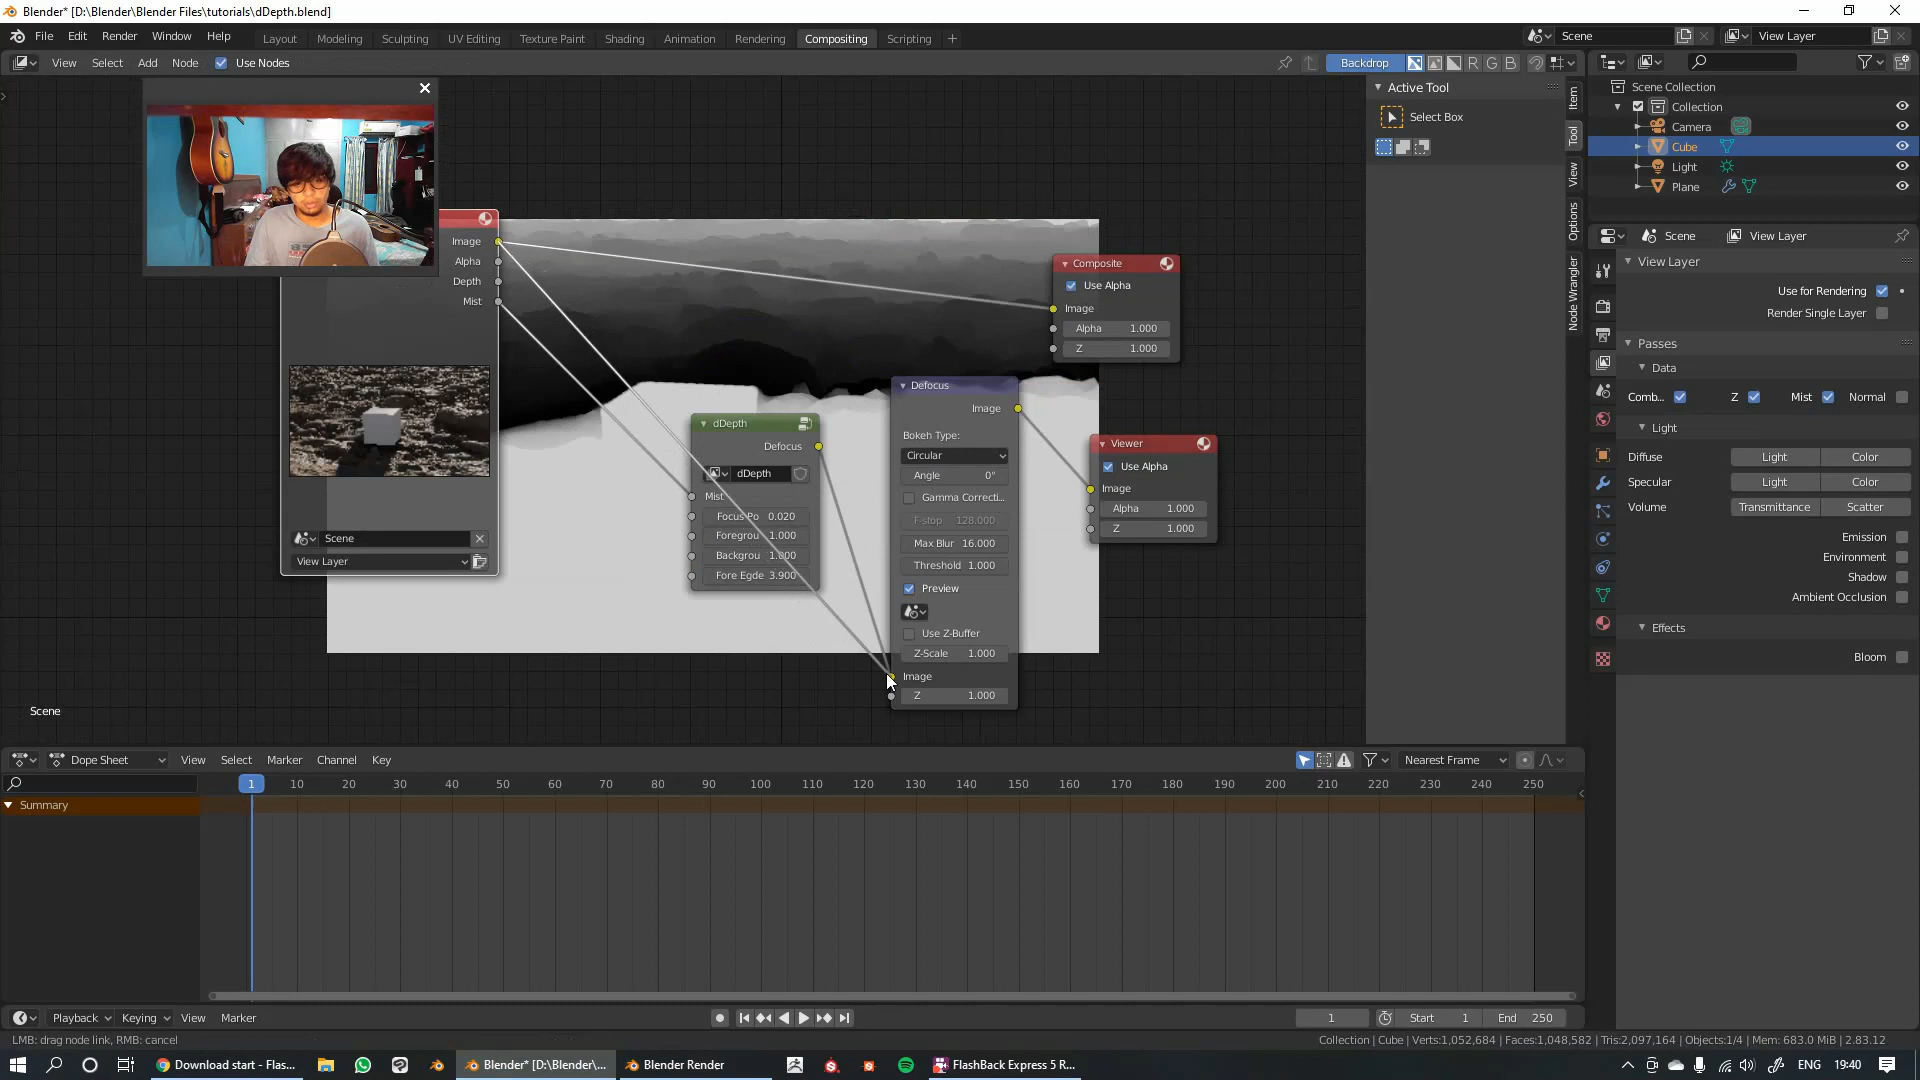 Blender* [D:\Blender\Blender Files\tutorials\dDepth.blend]
File Edit Render Window Help
Layout Modeling Sculpting UV Editing Texture Paint Shading Animation Rendering Compositing Scripting +
Scene View Layer
View Select Add Node Use Nodes
Backdrop R G B
Active Tool
Select Box
Item
Tool
View
Options
Node Wrangler
Scene Collection
Collection
Camera
Cube
Light
Plane
Image
Alpha
Depth
Mist
Scene
View Layer
dDepth
Defocus
dDepth
Mist
Focus Po 0.020
Foregrou 1.000
Backgrou 1.000
Fore Egde 3.900
Defocus
Image
Bokeh Type:
Circular
Angle 0°
Gamma Correcti...
F-stop 128.000
Max Blur 16.000
Threshold 1.000
Preview
Use Z-Buffer
Z-Scale 1.000
Image
Z 1.000
Composite
Use Alpha
Image
Alpha 1.000
Z 1.000
Viewer
Use Alpha
Image
Alpha 1.000
Z 1.000
Scene
Scene View Layer
View Layer
Use for Rendering
Render Single Layer
Passes
Data
Comb... Z Mist Normal
Light
Diffuse Light Color
Specular Light Color
Volume Transmittance Scatter
Emission
Environment
Shadow
Ambient Occlusion
Effects
Bloom
Dope Sheet View Select Marker Channel Key
Nearest Frame
1 10 20 30 40 50 60 70 80 90 100 110 120 130 140 150 160 170 180 190 200 210 220 230 240 250
Summary
Playback Keying View Marker
1 Start 1 End 250
LMB: drag node link, RMB: cancel
Collection | Cube | Verts:1,052,684 | Faces:1,048,582 | Tris:2,097,164 | Objects:1/4 | Mem: 683.0 MiB | 2.83.12
Download start - Flas...
Blender* [D:\Blender\...
Blender Render
FlashBack Express 5 R...
ENG 19:40